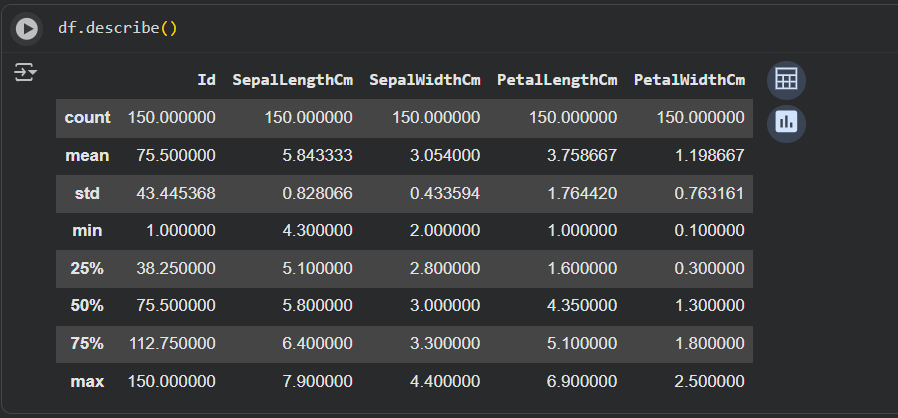 df.describe()
Id SepalLengthCm SepalWidthCm PetalLengthCm PetalWidthCm
count 150.000000 150.000000 150.000000 150.000000 150.000000
mean 75.500000 5.843333 3.054000 3.758667 1.198667
std 43.445368 0.828066 0.433594 1.764420 0.763161
min 1.000000 4.300000 2.000000 1.000000 0.100000
25% 38.250000 5.100000 2.800000 1.600000 0.300000
50% 75.500000 5.800000 3.000000 4.350000 1.300000
75% 112.750000 6.400000 3.300000 5.100000 1.800000
max 150.000000 7.900000 4.400000 6.900000 2.500000